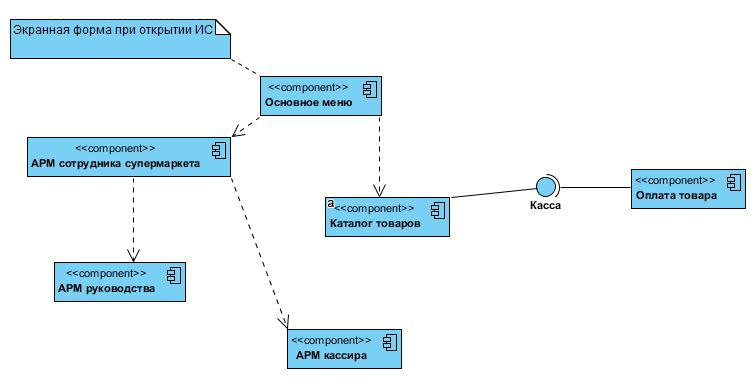 Экранная форма при открытии ИС
<<component>>
Основное меню
<<component>>
АРМ сотрудника супермаркета
<<component>>
Оплата товара
a
<<component>>
Каталог товаров
Касса
<<component>>
АРМ руководства
<<component>>
АРМ кассира